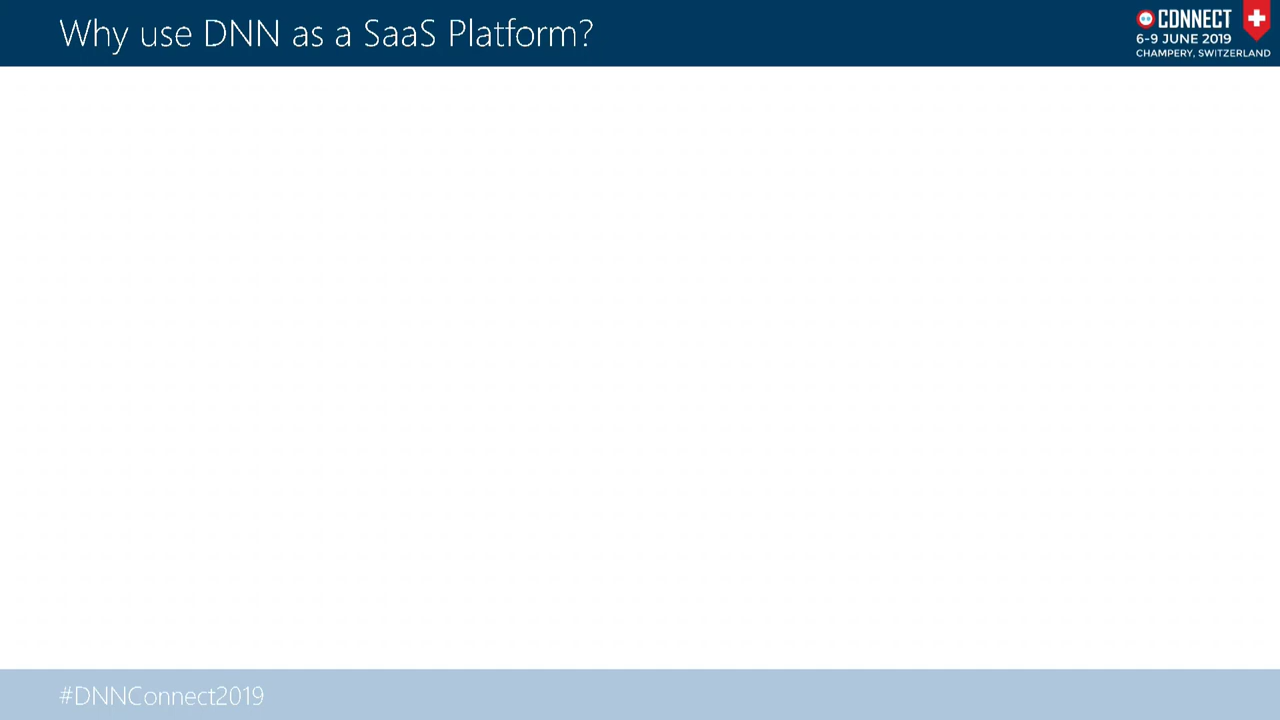 Why use DNN as a SaaS Platform?
CONNECT
6-9 JUNE 2019
CHAMPERY, SWITZERLAND
#DNNConnect2019